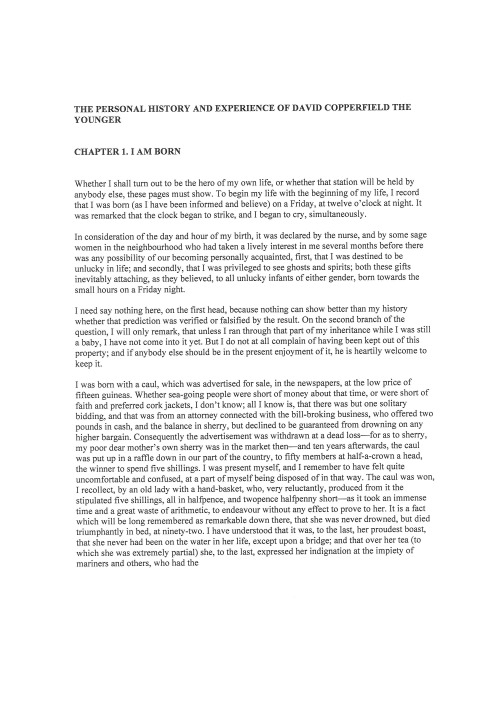 THE PERSONAL HISTORY AND EXPERIENCE OF DAVID COPPERFIELD THE
YOUNGER
CHAPTER 1. I AM BORN
Whether I shall turn out to be the hero of my own life, or whether that station will be held by
anybody else, these pages must show. To begin my life with the beginning of my life, I record
that I was born (as I have been informed and believe) on a Friday, at twelve o'clock at night. It
was remarked that the clock began to strike, and I began to cry, simultaneously.
In consideration of the day and hour of my birth, it was declared by the nurse, and by some sage
women in the neighbourhood who had taken a lively interest in me several months before there
was any possibility of our becoming personally acquainted, first, that I was destined to be
unlucky in life; and secondly, that I was privileged to see ghosts and spirits; both these gifts
inevitably attaching, as they believed, to all unlucky infants of either gender, born towards the
small hours on a Friday night.
I need say nothing here, on the first head, because nothing can show better than my history
whether that prediction was verified or falsified by the result. On the second branch of the
question, I will only remark, that unless I ran through that part of my inheritance while I was still
a baby, I have not come into it yet. But I do not at all complain of having been kept out of this
property; and if anybody else should be in the present enjoyment of it, he is heartily welcome to
keep it.
I was born with a caul, which was advertised for sale, in the newspapers, at the low price of
fifteen guineas. Whether sea-going people were short of money about that time, or were short of
faith and preferred cork jackets, I don't know; all I know is, that there was but one solitary
bidding, and that was from an attorney connected with the bill-broking business, who offered two
pounds in cash, and the balance in sherry, but declined to be guaranteed from drowning on any
higher bargain. Consequently the advertisement was withdrawn at a dead loss—for as to sherry,
my poor dear mother's own sherry was in the market then—and ten years afterwards, the caul
was put up in a raffle down in our part of the country, to fifty members at half-a-crown a head,
the winner to spend five shillings. I was present myself, and I remember to have felt quite
uncomfortable and confused, at a part of myself being disposed of in that way. The caul was won,
I recollect, by an old lady with a hand-basket, who, very reluctantly, produced from it the
stipulated five shillings, all in halfpence, and twopence halfpenny short—as it took an immense
time and a great waste of arithmetic, to endeavour without any effect to prove to her. It is a fact
which will be long remembered as remarkable down there, that she was never drowned, but died
triumphantly in bed, at ninety-two. I have understood that it was, to the last, her proudest boast,
that she never had been on the water in her life, except upon a bridge; and that over her tea (to
which she was extremely partial) she, to the last, expressed her indignation at the impiety of
mariners and others, who had the